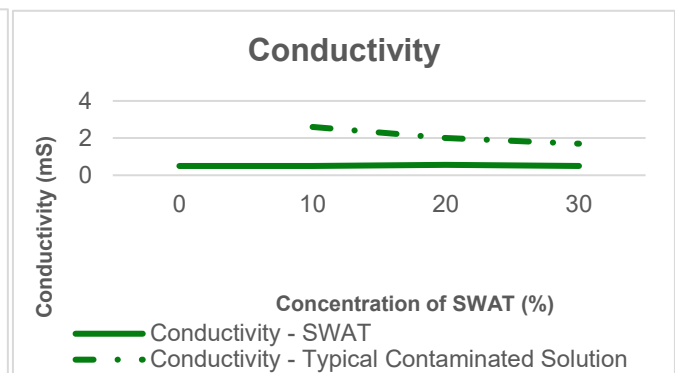 Conductivity
4
2
0
Conductivity (mS)
0 10 20 30
Concentration of SWAT (%)
Conductivity - SWAT
Conductivity - Typical Contaminated Solution